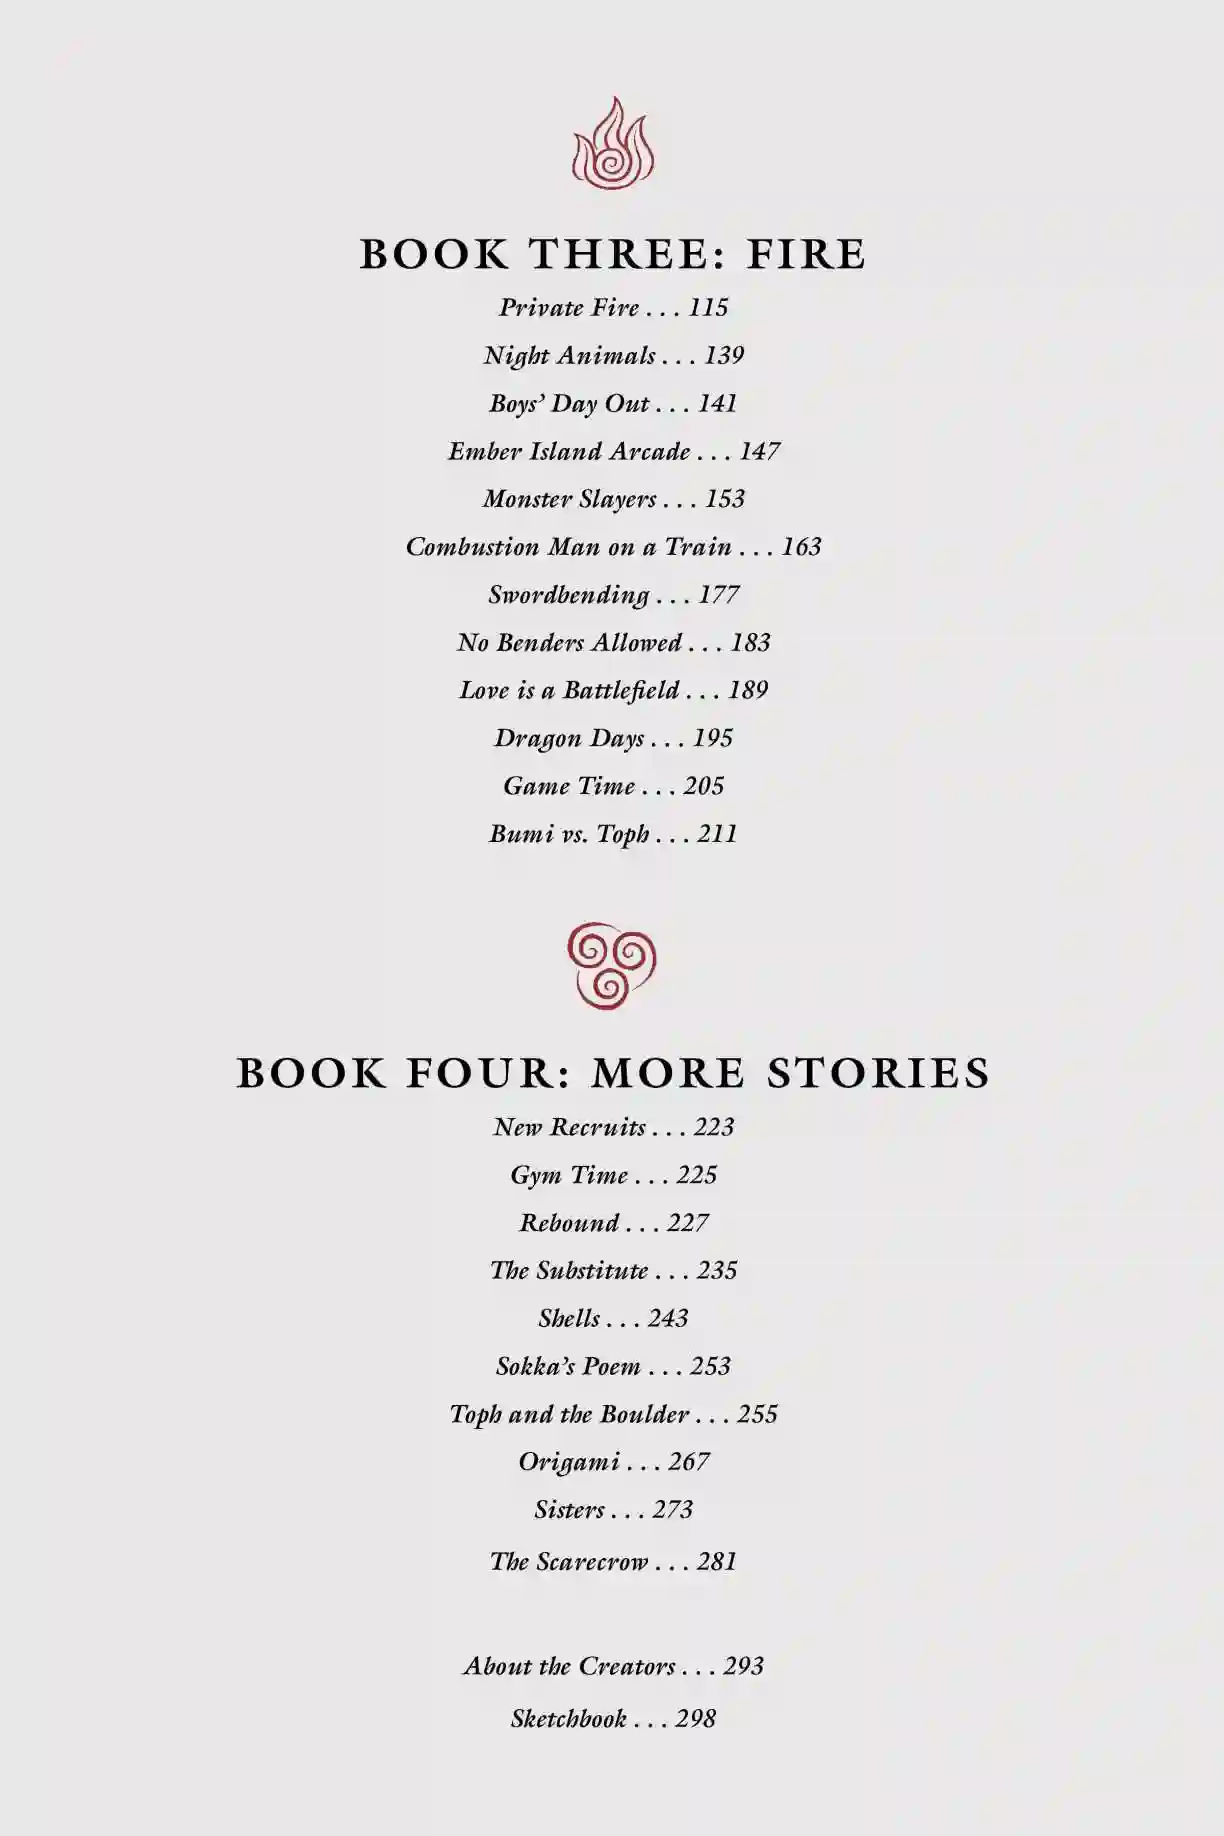 BOOK THREE: FIRE
Private Fire . . . 115
Night Animals . . . 139
Boys’ Day Out . . . 141
Ember Island Arcade . . . 147
Monster Slayers . . . 153
Combustion Man on a Train . . . 163
Swordbending . . . 177
No Benders Allowed . . . 183
Love is a Battlefield . . . 189
Dragon Days . . . 195
Game Time . . . 205
Bumi vs. Toph . . . 211
BOOK FOUR: MORE STORIES
New Recruits . . . 223
Gym Time . . . 225
Rebound . . . 227
The Substitute . . . 235
Shells . . . 243
Sokka’s Poem . . . 253
Toph and the Boulder . . . 255
Origami . . . 267
Sisters . . . 273
The Scarecrow . . . 281
About the Creators . . . 293
Sketchbook . . . 298